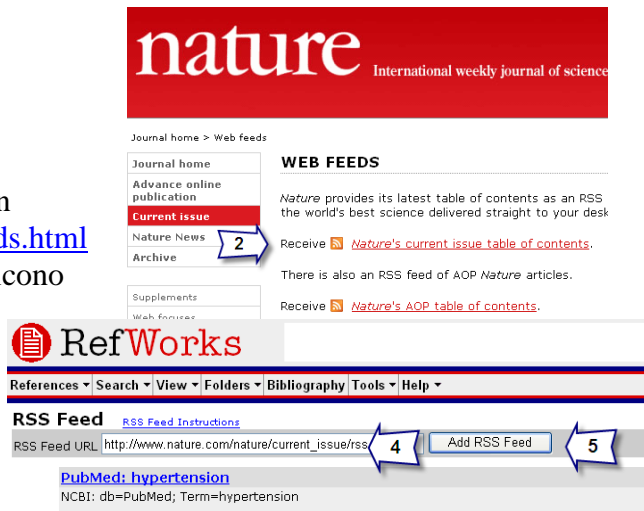 nature International weekly journal of science
Journal home > Web feeds
Journal home
Advance online
publication
Current issue
Nature News
Archive
Supplements
Web focuses
WEB FEEDS
Nature provides its latest table of contents as an RSS
the world's best science delivered straight to your desk
2
Receive Nature's current issue table of contents.
There is also an RSS feed of AOP Nature articles.
Receive Nature's AOP table of contents.
ds.html
cono
RefWorks
References Search View Folders Bibliography Tools Help
RSS Feed RSS Feed Instructions
RSS Feed URL http://www.nature.com/nature/current_issue/rss 4 Add RSS Feed 5
PubMed: hypertension
NCBI: db=PubMed; Term=hypertension